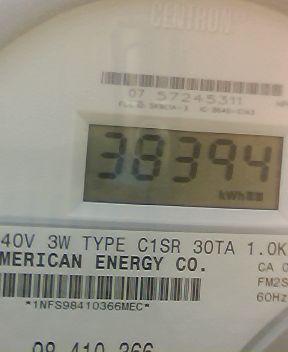 CENTRON
07 57245311
38394
kWh
40V 3W TYPE C1SR 30TA 1.0K
MERICAN ENERGY CO.
CA 0
FM2S
60Hz
*1NFS98410366MEC*
98 410 366